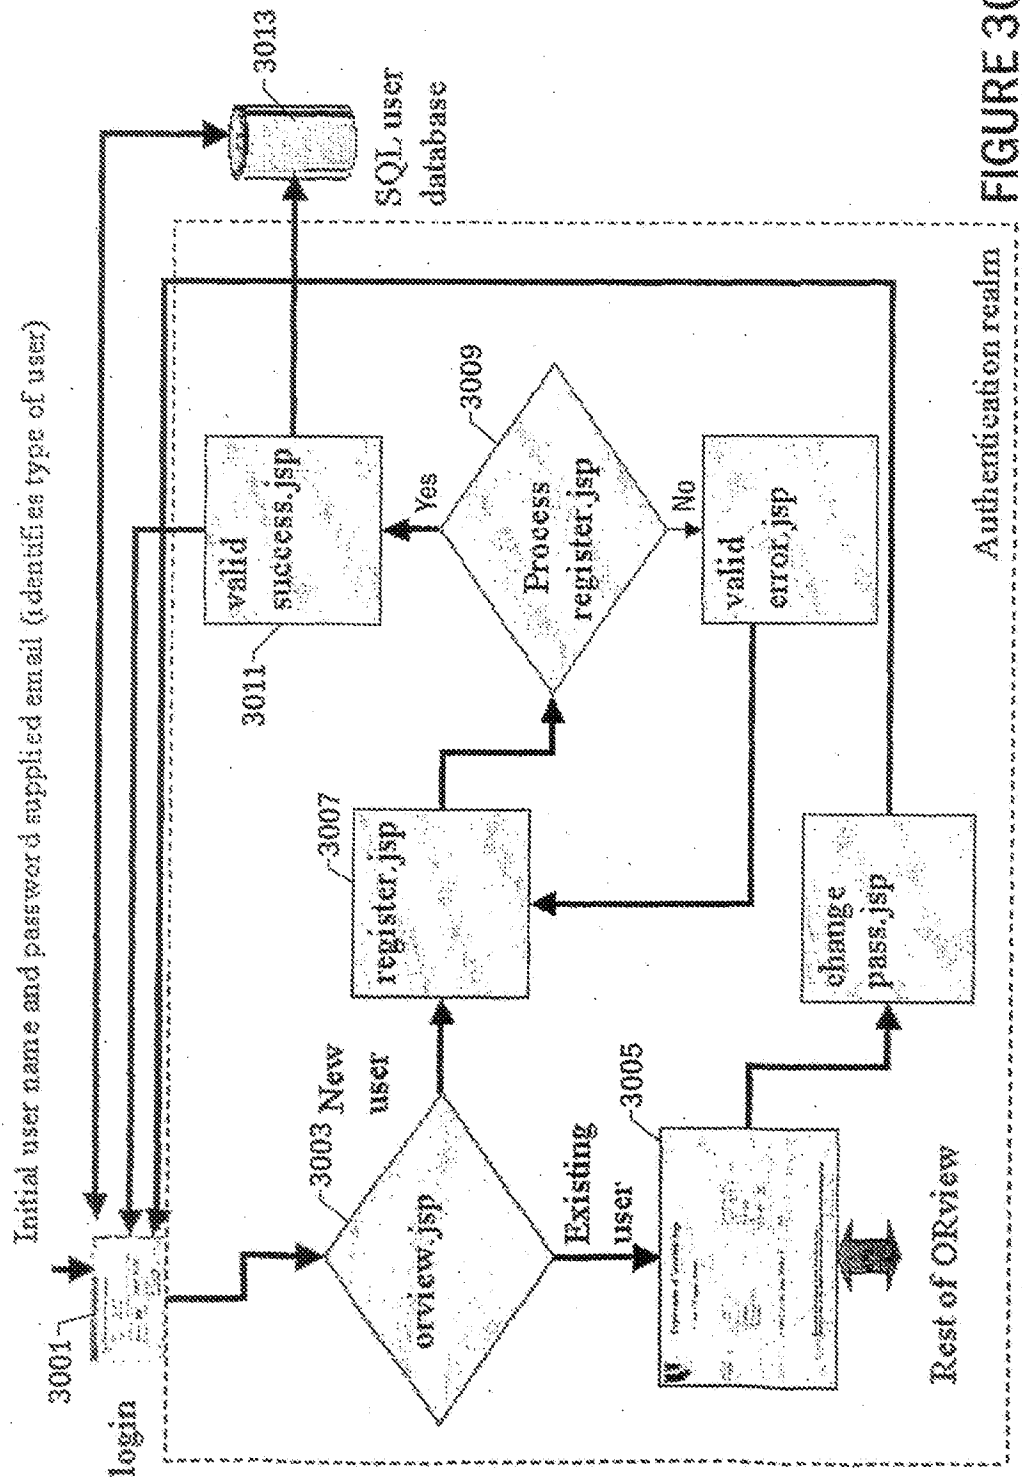 Initial user name and password supplied email (identifies type of user)
3001
login
3003
orview.jsp
New
user
Existing
user
3005
Rest of ORview
3007
register.jsp
change
pass.jsp
3011
valid
success.jsp
Yes
3009
Process
register.jsp
No
valid
error.jsp
3013
SQL user
database
Authentication realm